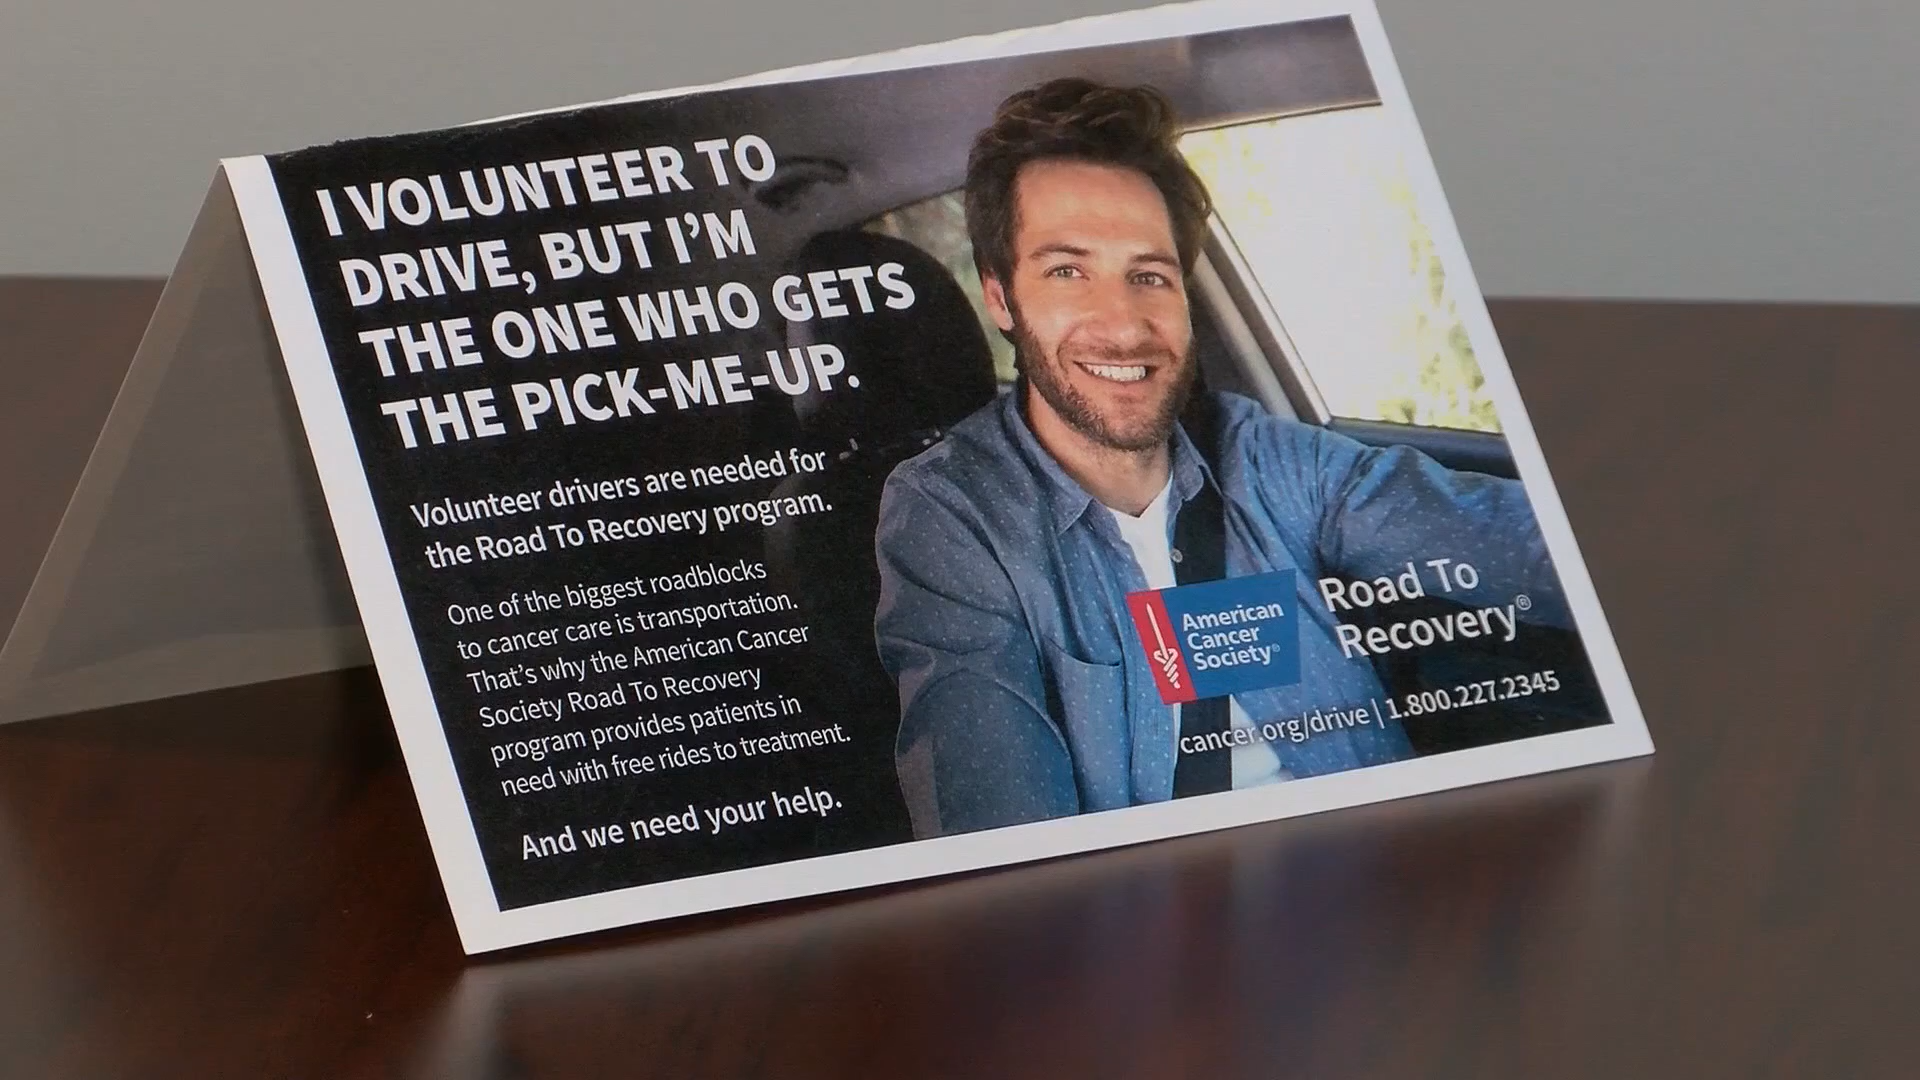 I VOLUNTEER TO
DRIVE, BUT I'M
THE ONE WHO GETS
THE PICK-ME-UP.
Volunteer drivers are needed for
the Road To Recovery program.
One of the biggest roadblocks
to cancer care is transportation.
That's why the American Cancer
Society Road To Recovery
program provides patients in
need with free rides to treatment.
And we need your help.
American
Cancer
Society®
Road To
Recovery®
cancer.org/drive | 1.800.227.2345